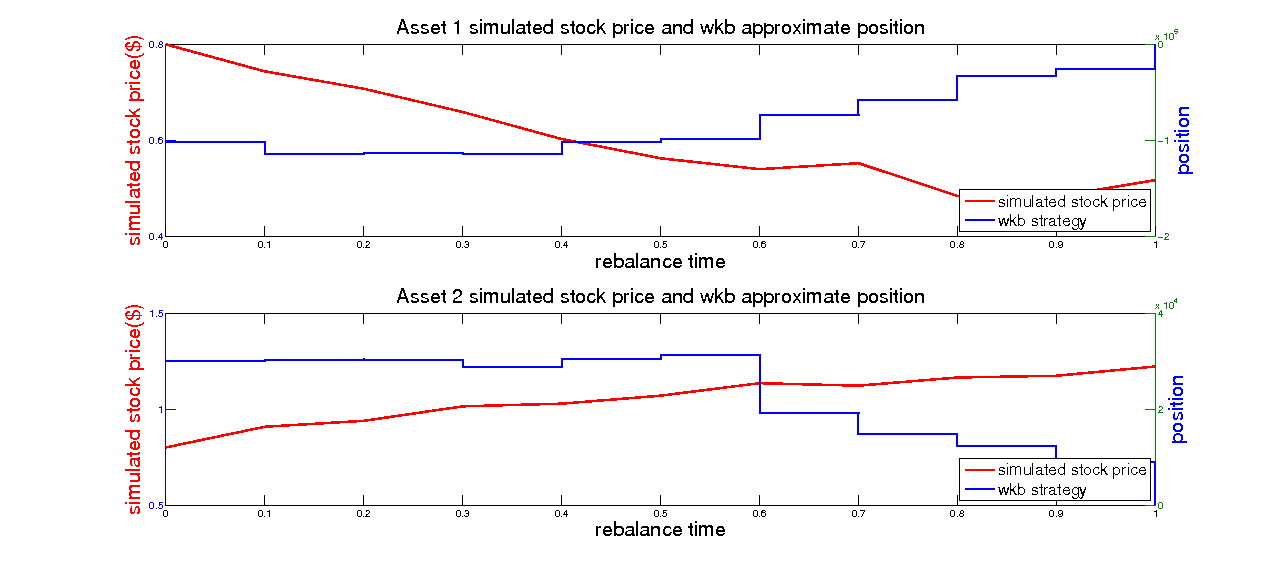 Asset 1 simulated stock price and wkb approximate position
simulated stock price($)
0.8
0.6
0.4
0
-1
-2
position
simulated stock price
wkb strategy
0 0.1 0.2 0.3 0.4 0.5 0.6 0.7 0.8 0.9 1
rebalance time
Asset 2 simulated stock price and wkb approximate position
simulated stock price($)
1.5
1
0.5
x 10^4
4
2
0
position
simulated stock price
wkb strategy
0 0.1 0.2 0.3 0.4 0.5 0.6 0.7 0.8 0.9 1
rebalance time